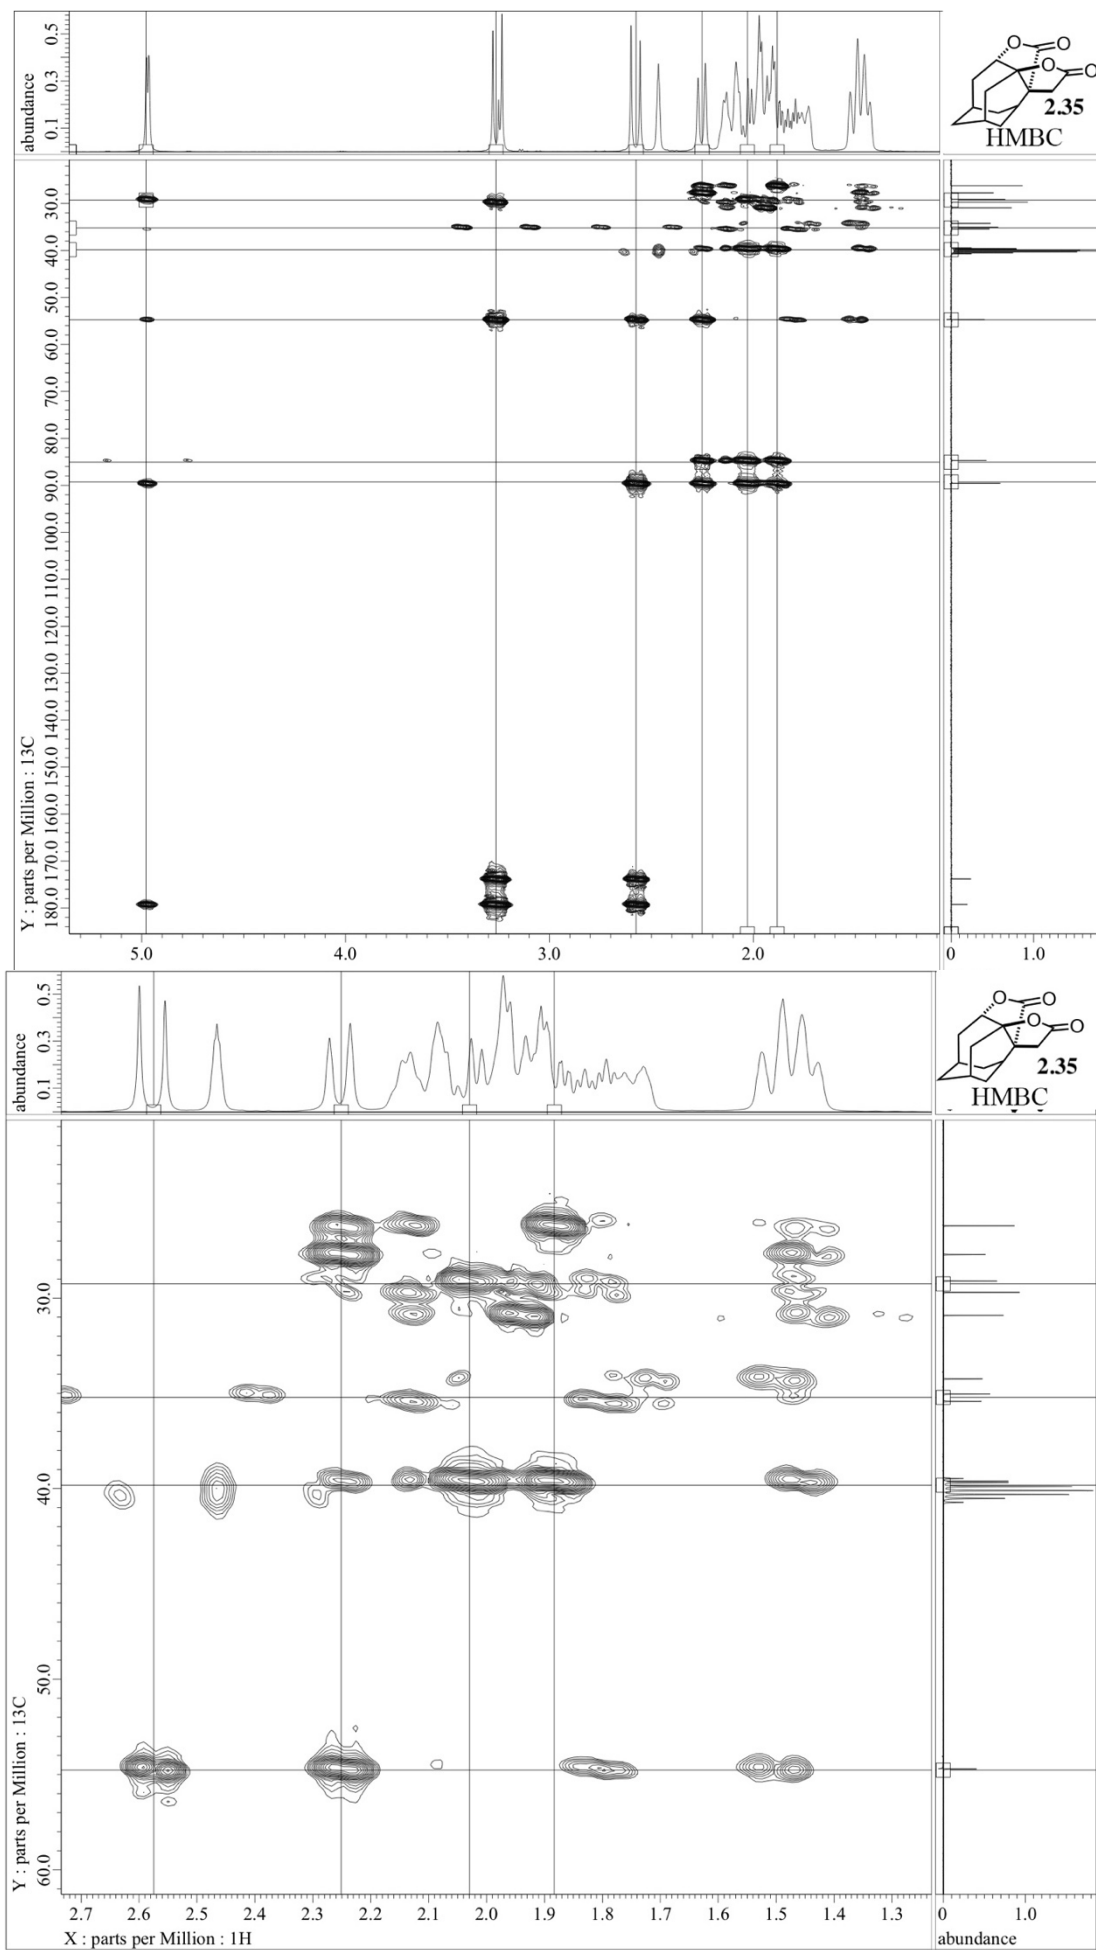 abundance
0.1 0.3 0.5
O O
O O
2.35
HMBC
Y : parts per Million : 13C
30.0
40.0
50.0
60.0
70.0
80.0
90.0
100.0
110.0
120.0
130.0
140.0
150.0
160.0
170.0
180.0
5.0 4.0 3.0 2.0
0 1.0
abundance
0.1 0.3 0.5
O O
O O
2.35
HMBC
Y : parts per Million : 13C
30.0
40.0
50.0
60.0
2.7 2.6 2.5 2.4 2.3 2.2 2.1 2.0 1.9 1.8 1.7 1.6 1.5 1.4 1.3
0 1.0
X : parts per Million : 1H
abundance